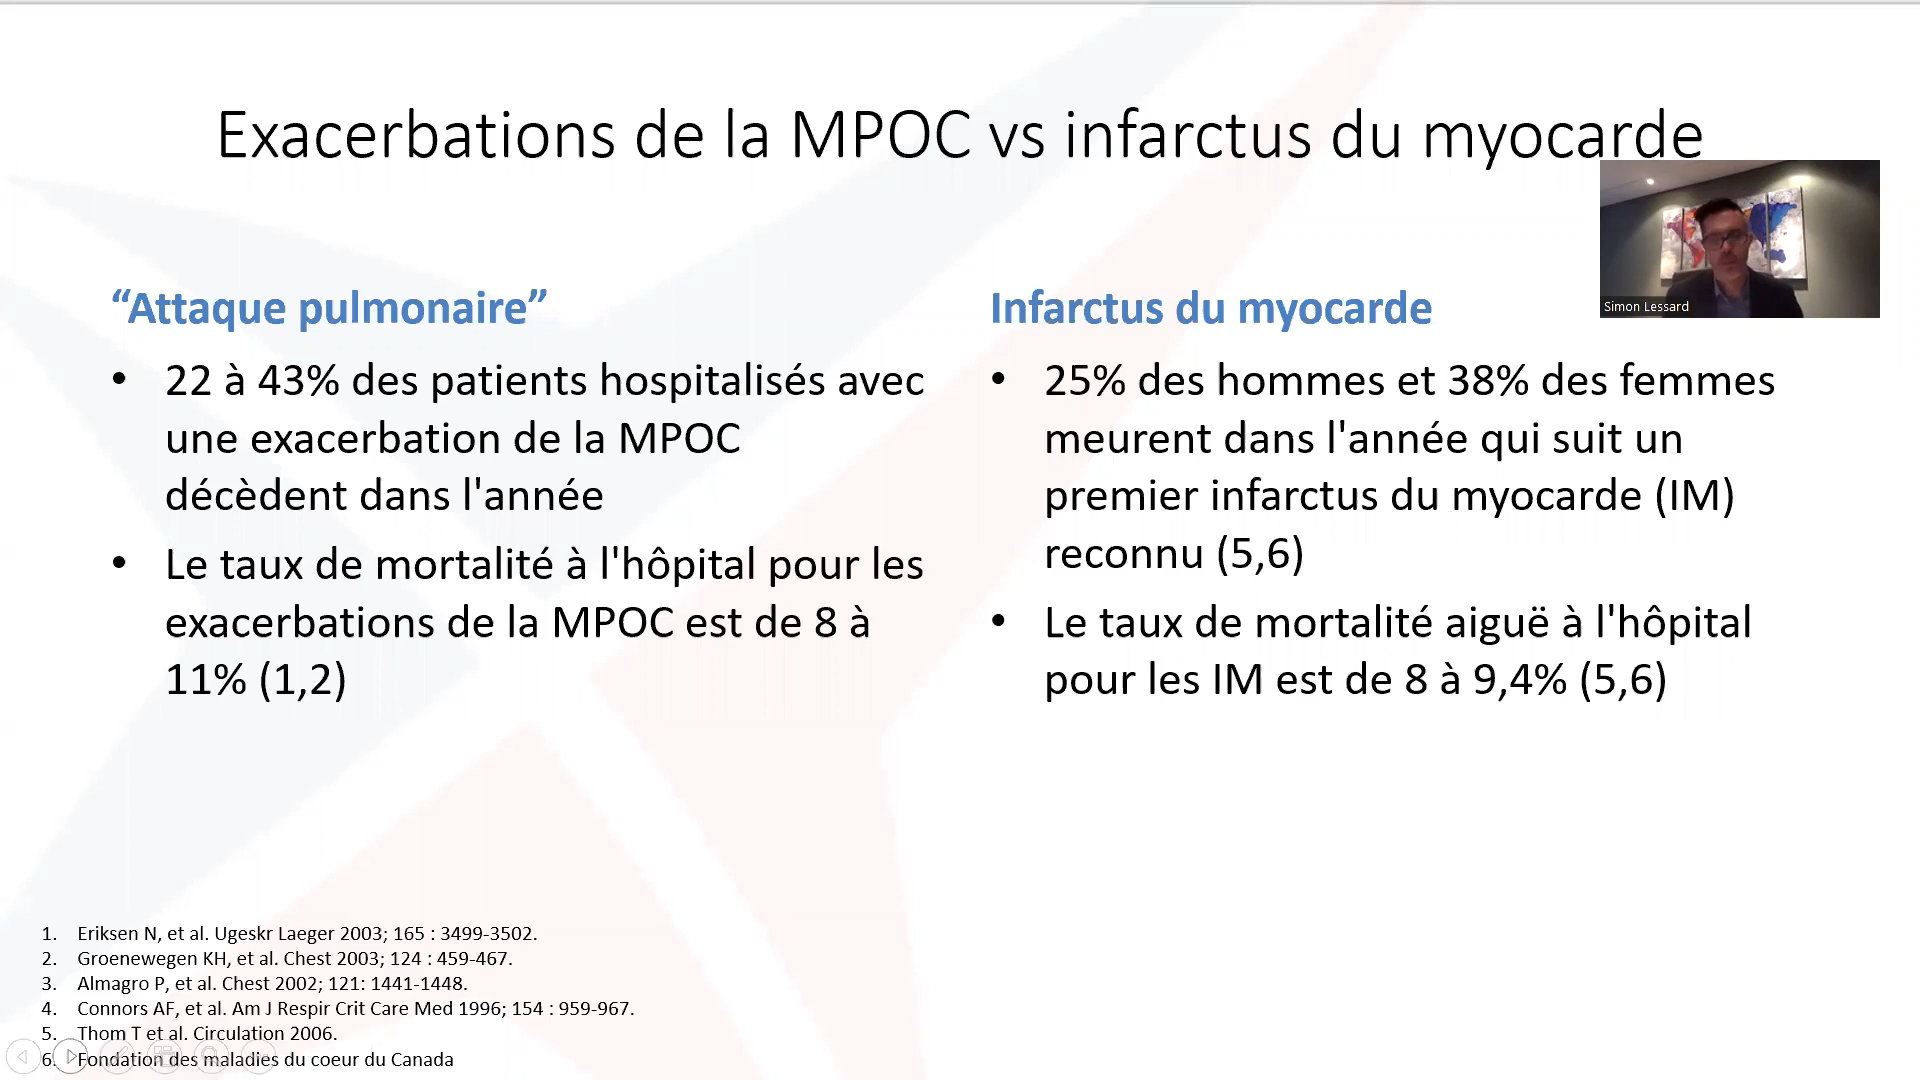 Exacerbations de la MPOC vs infarctus du myocarde
Simon Lessard
“Attaque pulmonaire”
• 22 à 43% des patients hospitalisés avec
une exacerbation de la MPOC
décèdent dans l'année
• Le taux de mortalité à l'hôpital pour les
exacerbations de la MPOC est de 8 à
11% (1,2)
Infarctus du myocarde
• 25% des hommes et 38% des femmes
meurent dans l'année qui suit un
premier infarctus du myocarde (IM)
reconnu (5,6)
• Le taux de mortalité aiguë à l'hôpital
pour les IM est de 8 à 9,4% (5,6)
1. Eriksen N, et al. Ugeskr Laeger 2003; 165 : 3499-3502.
2. Groenewegen KH, et al. Chest 2003; 124 : 459-467.
3. Almagro P, et al. Chest 2002; 121: 1441-1448.
4. Connors AF, et al. Am J Respir Crit Care Med 1996; 154 : 959-967.
5. Thom T et al. Circulation 2006.
6. Fondation des maladies du coeur du Canada